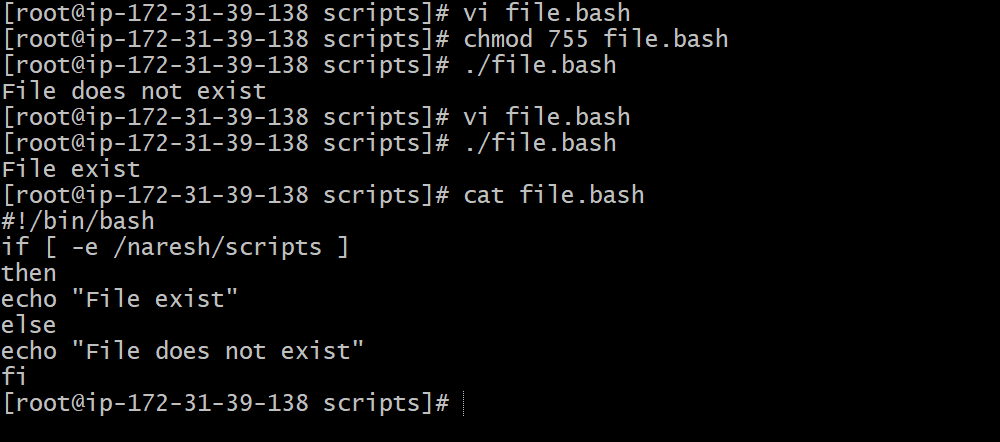 [root@ip-172-31-39-138 scripts]# vi file.bash
[root@ip-172-31-39-138 scripts]# chmod 755 file.bash
[root@ip-172-31-39-138 scripts]# ./file.bash
File does not exist
[root@ip-172-31-39-138 scripts]# vi file.bash
[root@ip-172-31-39-138 scripts]# ./file.bash
File exist
[root@ip-172-31-39-138 scripts]# cat file.bash
#!/bin/bash
if [ -e /naresh/scripts ]
then
echo "File exist"
else
echo "File does not exist"
fi
[root@ip-172-31-39-138 scripts]#